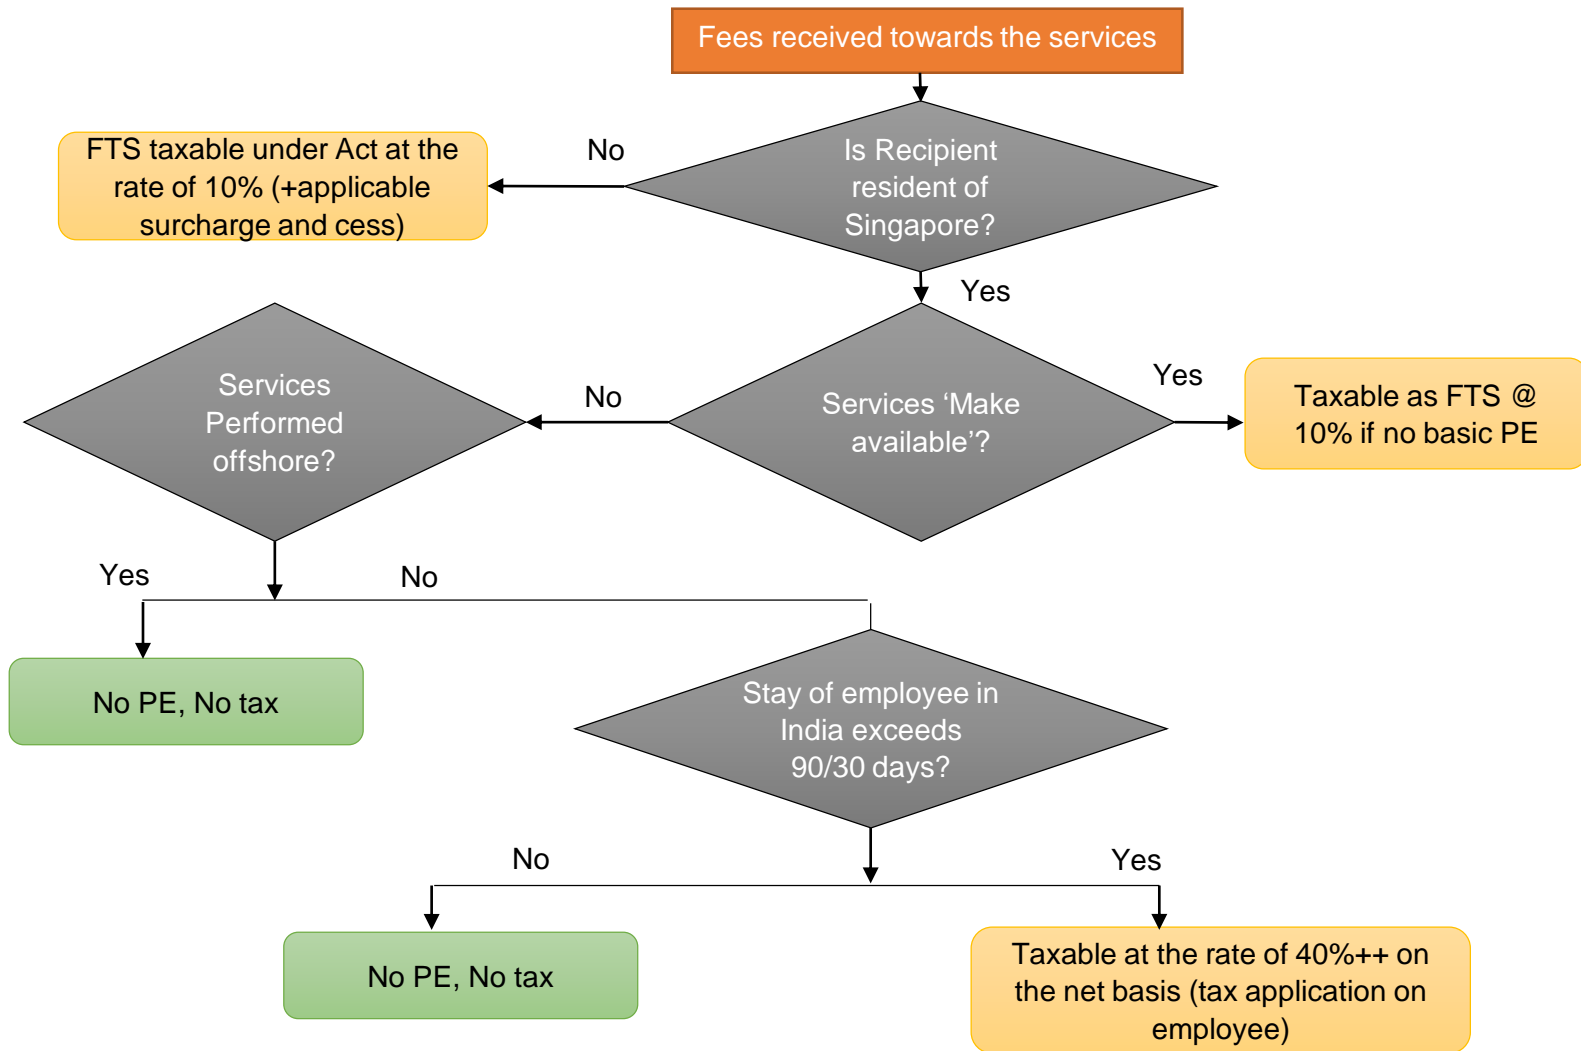 Fees received towards the services
No
FTS taxable under Act at the
rate of 10% (+applicable
surcharge and cess)
Is Recipient
resident of
Singapore?
Yes
Services
Performed
offshore?
No
Services ‘Make
available’?
Yes
Taxable as FTS @
10% if no basic PE
Yes
No
No PE, No tax
Stay of employee in
India exceeds
90/30 days?
No
Yes
No PE, No tax
Taxable at the rate of 40%++ on
the net basis (tax application on
employee)